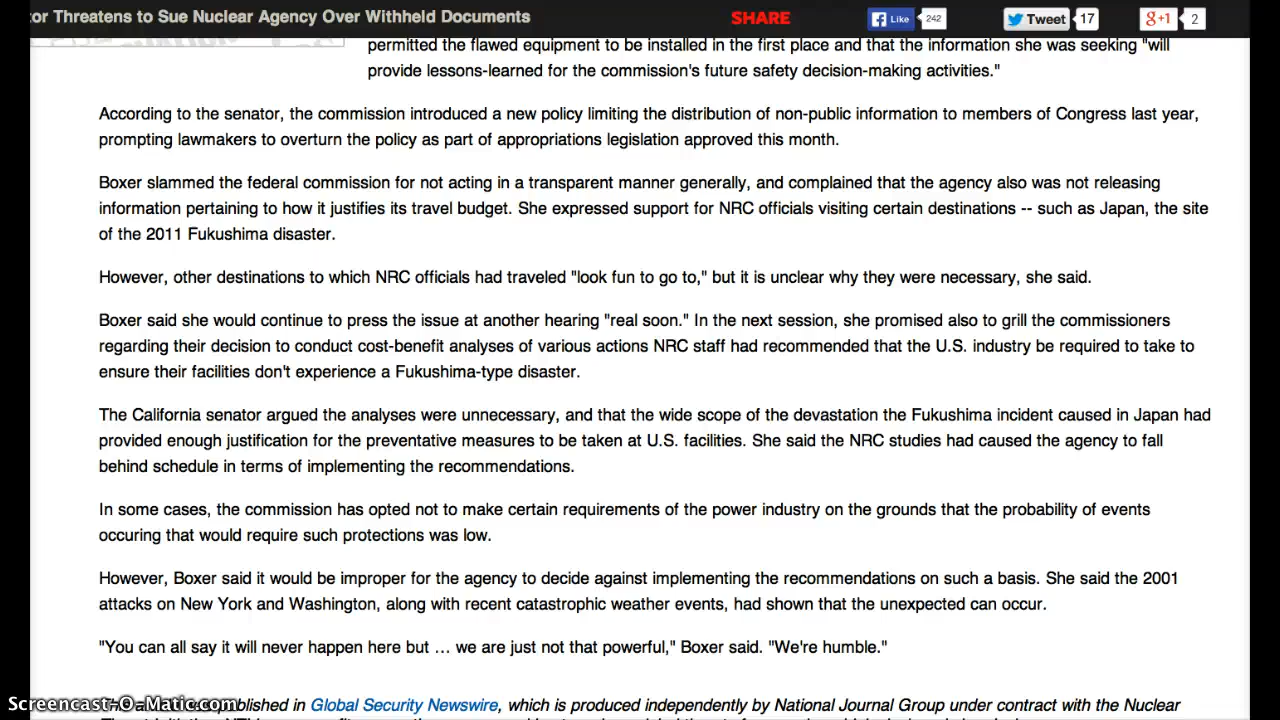 tor Threatens to Sue Nuclear Agency Over Withheld Documents SHARE Like 242 Tweet 17 g+1 2
permitted the flawed equipment to be installed in the first place and that the information she was seeking "will
provide lessons-learned for the commission's future safety decision-making activities."
According to the senator, the commission introduced a new policy limiting the distribution of non-public information to members of Congress last year,
prompting lawmakers to overturn the policy as part of appropriations legislation approved this month.
Boxer slammed the federal commission for not acting in a transparent manner generally, and complained that the agency also was not releasing
information pertaining to how it justifies its travel budget. She expressed support for NRC officials visiting certain destinations -- such as Japan, the site
of the 2011 Fukushima disaster.
However, other destinations to which NRC officials had traveled "look fun to go to," but it is unclear why they were necessary, she said.
Boxer said she would continue to press the issue at another hearing "real soon." In the next session, she promised also to grill the commissioners
regarding their decision to conduct cost-benefit analyses of various actions NRC staff had recommended that the U.S. industry be required to take to
ensure their facilities don't experience a Fukushima-type disaster.
The California senator argued the analyses were unnecessary, and that the wide scope of the devastation the Fukushima incident caused in Japan had
provided enough justification for the preventative measures to be taken at U.S. facilities. She said the NRC studies had caused the agency to fall
behind schedule in terms of implementing the recommendations.
In some cases, the commission has opted not to make certain requirements of the power industry on the grounds that the probability of events
occuring that would require such protections was low.
However, Boxer said it would be improper for the agency to decide against implementing the recommendations on such a basis. She said the 2001
attacks on New York and Washington, along with recent catastrophic weather events, had shown that the unexpected can occur.
"You can all say it will never happen here but … we are just not that powerful," Boxer said. "We're humble."
Screencast-O-Matic.com
published in Global Security Newswire, which is produced independently by National Journal Group under contract with the Nuclear